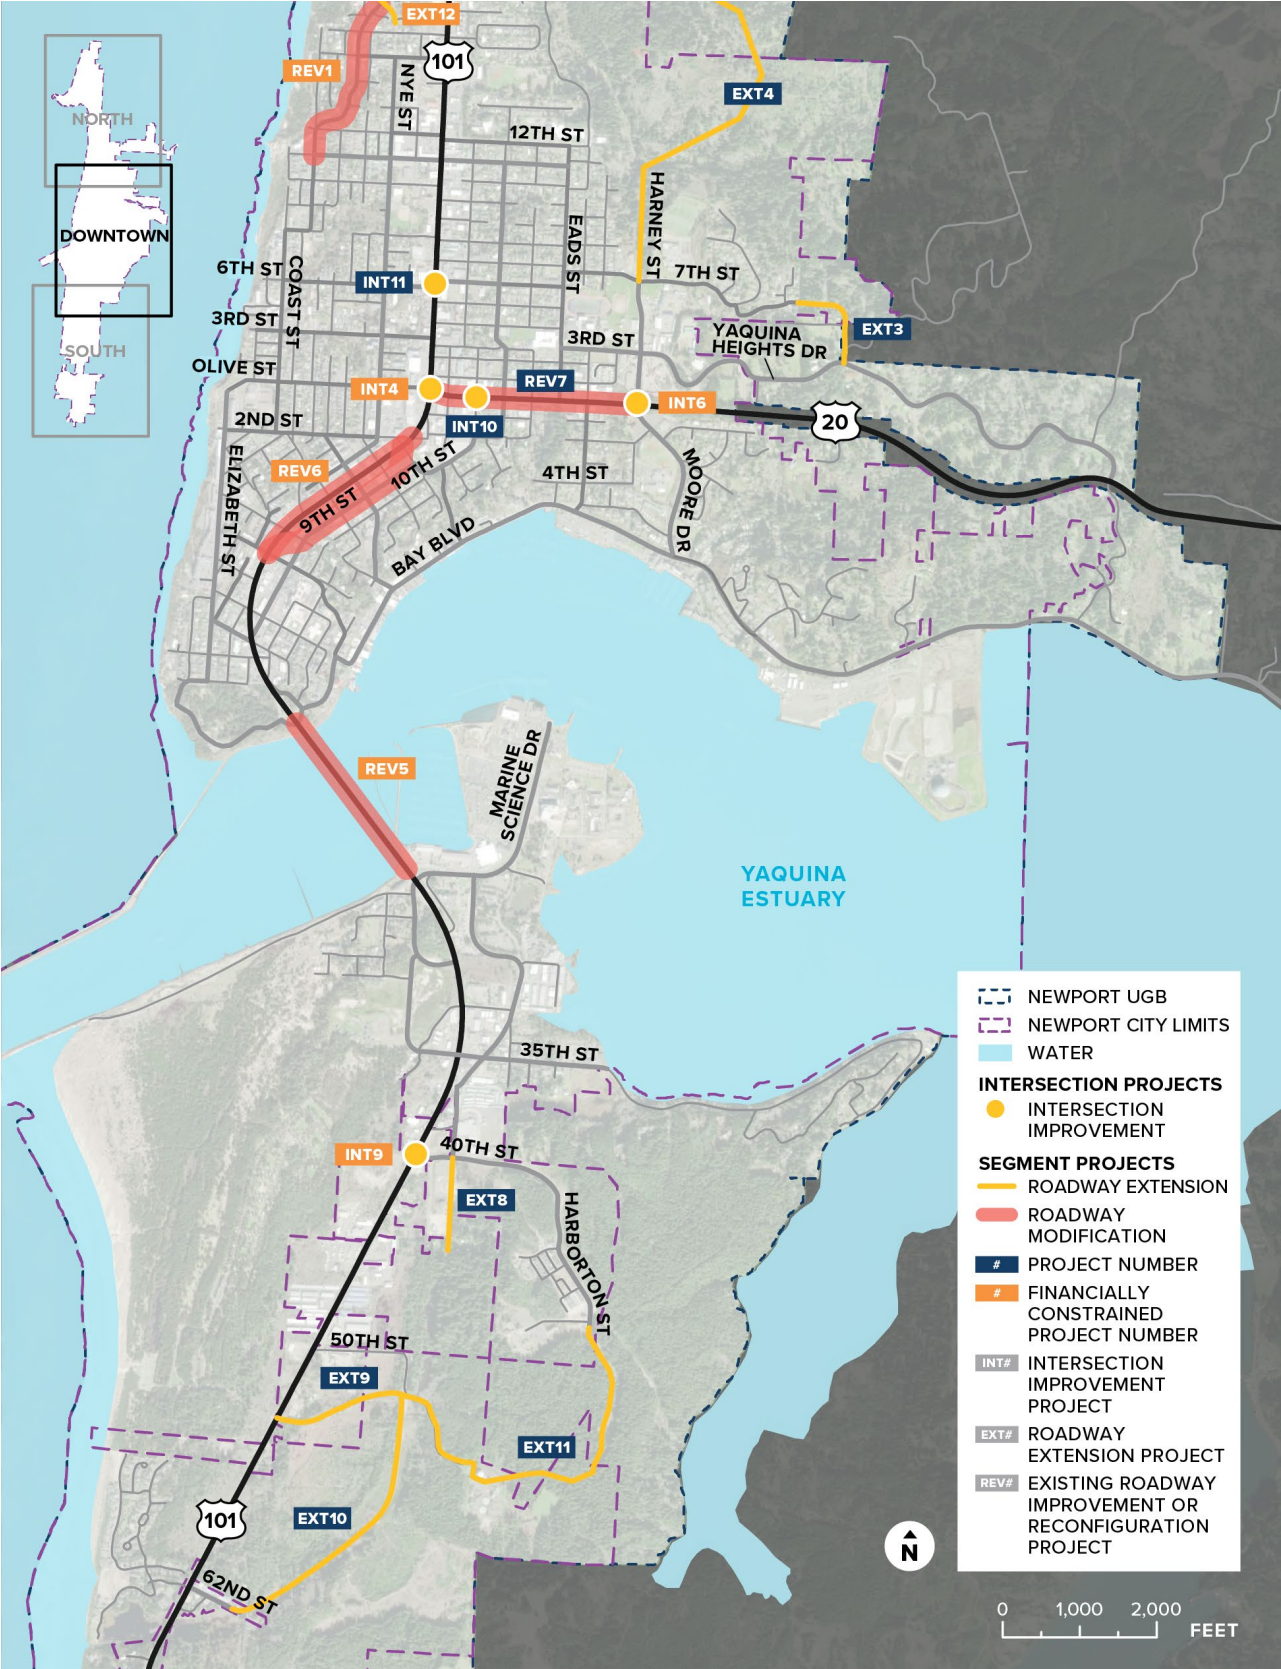 NORTH
DOWNTOWN
SOUTH
EXT12
101
REV1
NYE ST
EXT4
12TH ST
HARNEY ST
EADS ST
6TH ST
COAST ST
INT11
7TH ST
3RD ST
3RD ST
YAQUINA
HEIGHTS DR
EXT3
OLIVE ST
INT4
REV7
INT6
INT10
20
2ND ST
ELIZABETH ST
REV6
10TH ST
9TH ST
4TH ST
MOORE DR
BAY BLVD
REV5
MARINE
SCIENCE DR
YAQUINA
ESTUARY
35TH ST
INT9
40TH ST
EXT8
HARBORTON ST
50TH ST
EXT9
EXT11
EXT10
101
62ND ST
NEWPORT UGB
NEWPORT CITY LIMITS
WATER
INTERSECTION PROJECTS
INTERSECTION
IMPROVEMENT
SEGMENT PROJECTS
ROADWAY EXTENSION
ROADWAY
MODIFICATION
# PROJECT NUMBER
# FINANCIALLY
CONSTRAINED
PROJECT NUMBER
INT# INTERSECTION
IMPROVEMENT
PROJECT
EXT# ROADWAY
EXTENSION PROJECT
REV# EXISTING ROADWAY
IMPROVEMENT OR
RECONFIGURATION
PROJECT
N
0 1,000 2,000
FEET